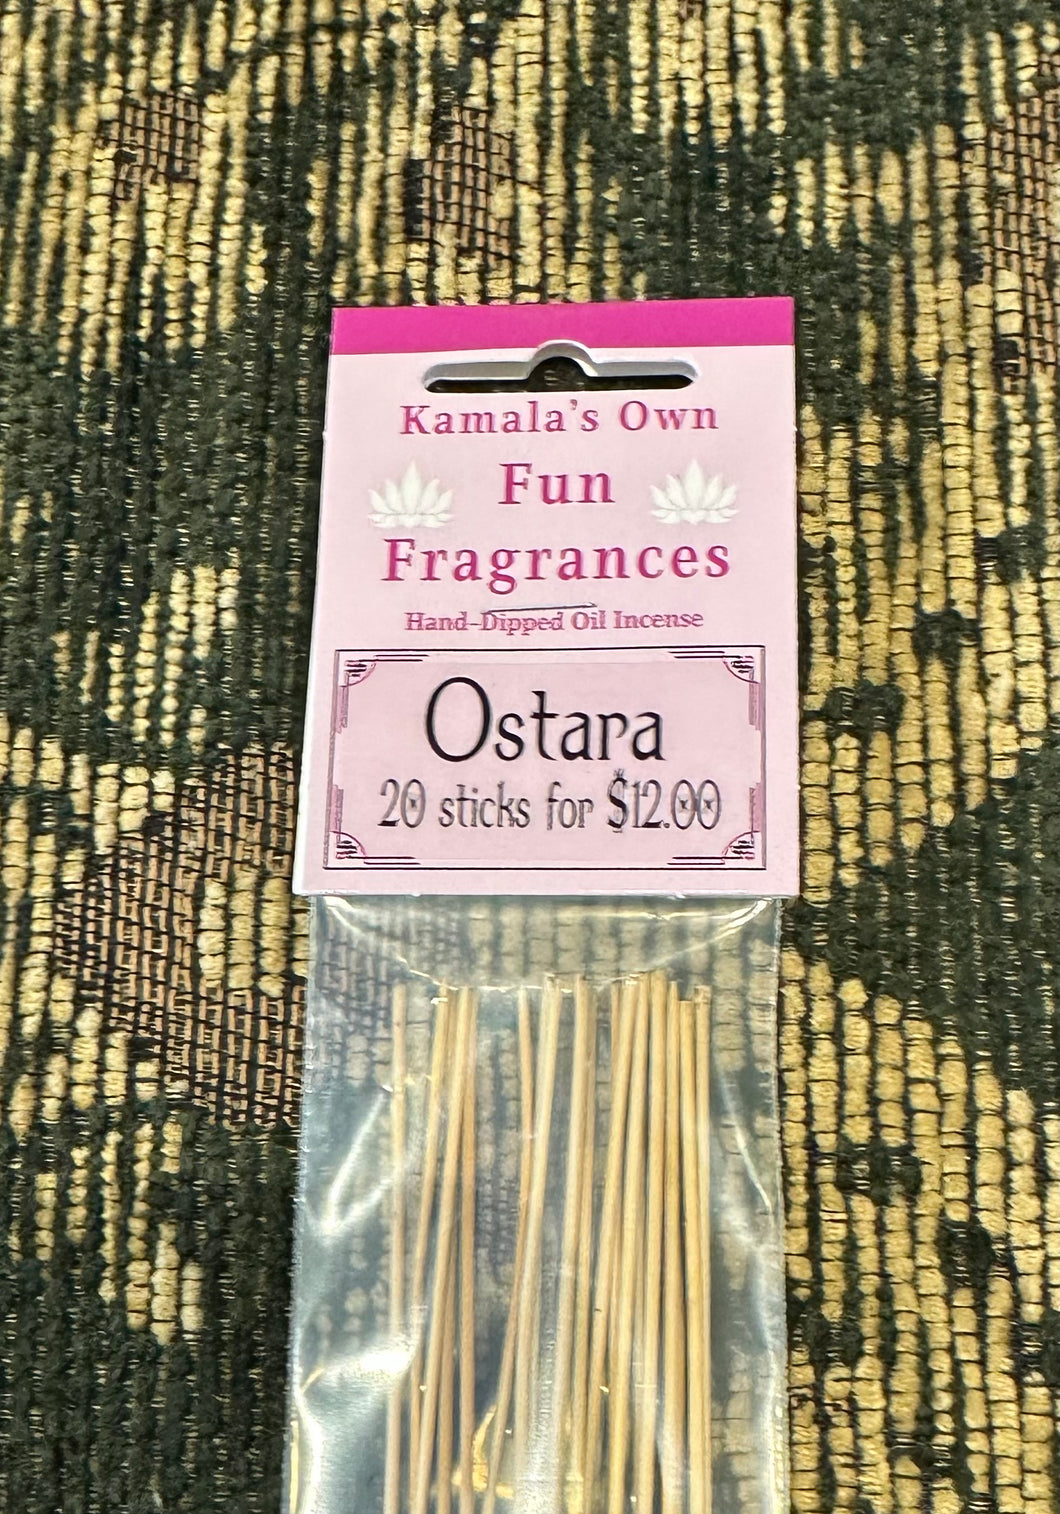 Kamala's Own
Fun
Fragrances
Hand-Dipped Oil Incense
Ostara
20 sticks for $12.00